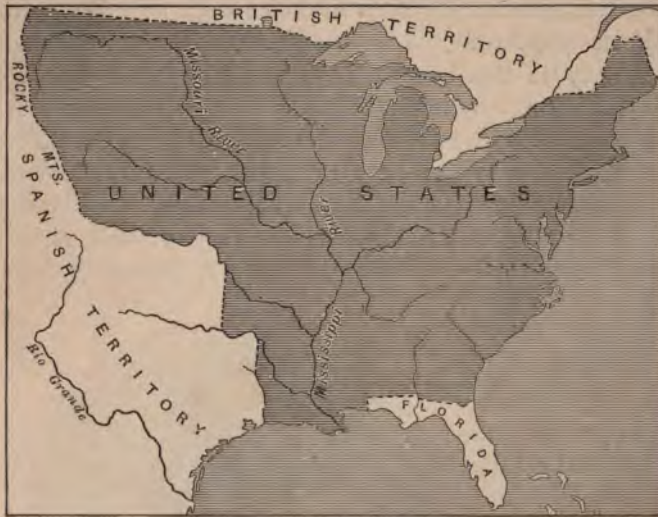 BRITISH TERRITORY
ROCKY MTS.
Missouri River
SPANISH TERRITORY
UNITED STATES
River
Mississippi
Rio Grande
FLORIDA